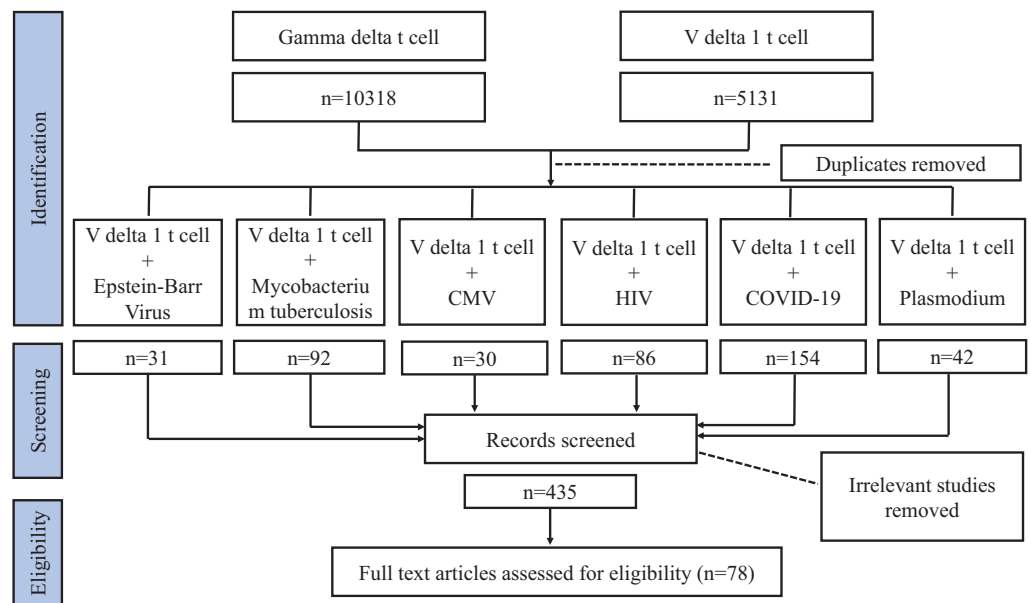 Identification
Gamma delta t cell
V delta 1 t cell
n=10318
n=5131
Duplicates removed
V delta 1 t cell
+
Epstein-Barr
Virus
V delta 1 t cell
+
Mycobacteriu
m tuberculosis
V delta 1 t cell
+
CMV
V delta 1 t cell
+
HIV
V delta 1 t cell
+
COVID-19
V delta 1 t cell
+
Plasmodium
Screening
n=31
n=92
n=30
n=86
n=154
n=42
Records screened
n=435
Irrelevant studies
removed
Eligibility
Full text articles assessed for eligibility (n=78)